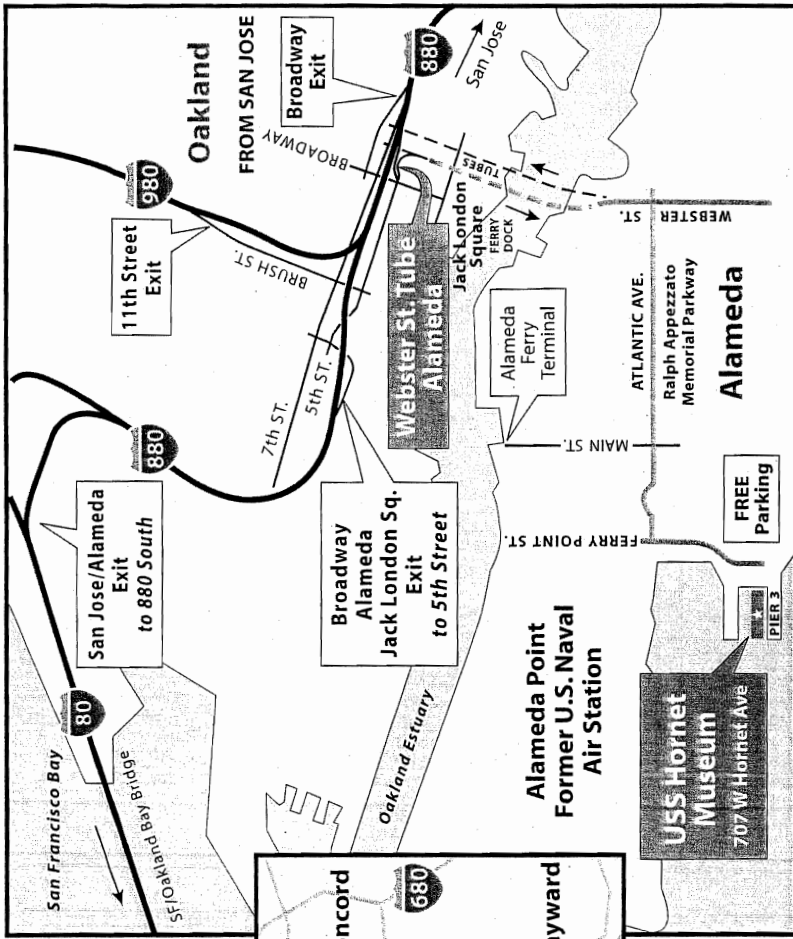 San Francisco Bay
SF/Oakland Bay Bridge
80
San Jose/Alameda
Exit
to 880 South
880
11th Street
Exit
980
BRUSH ST.
Oakland
FROM SAN JOSE
Broadway
Exit
BROADWAY
880
San Jose
7th ST.
5th ST.
Broadway
Alameda
Jack London Sq.
Exit
to 5th Street
Webster St. Tube
Alameda
TUBES
Jack London
Square
FERRY
DOCK
Oakland Estuary
Alameda
Ferry
Terminal
Alameda Point
Former U.S. Naval
Air Station
FERRY POINT ST.
MAIN ST.
ATLANTIC AVE.
Ralph Appezzato
Memorial Parkway
WEBSTER ST.
Alameda
FREE
Parking
PIER 3
USS Hornet
Museum
707 W Hornet Ave
ncord
680
ayward